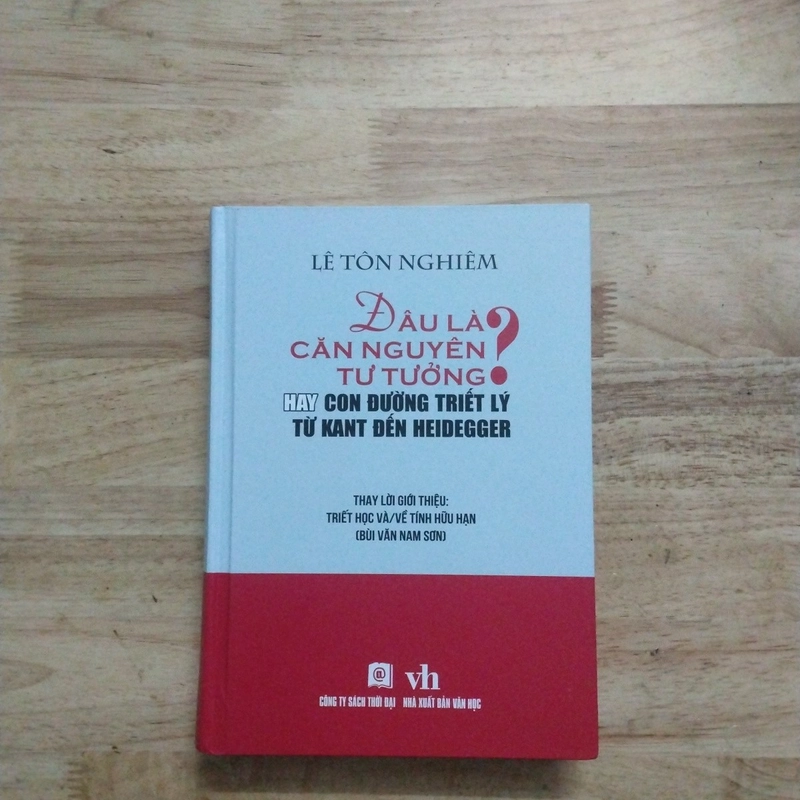 LÊ TÔN NGHIÊM
ĐÂU LÀ
CĂN NGUYÊN
TƯ TƯỞNG?
HAY CON ĐƯỜNG TRIẾT LÝ
TỪ KANT ĐẾN HEIDEGGER
THAY LỜI GIỚI THIỆU:
TRIẾT HỌC VÀ/VỀ TÍNH HỮU HẠN
(BÙI VĂN NAM SƠN)
@ vh
CÔNG TY SÁCH THỜI ĐẠI NHÀ XUẤT BẢN VĂN HỌC